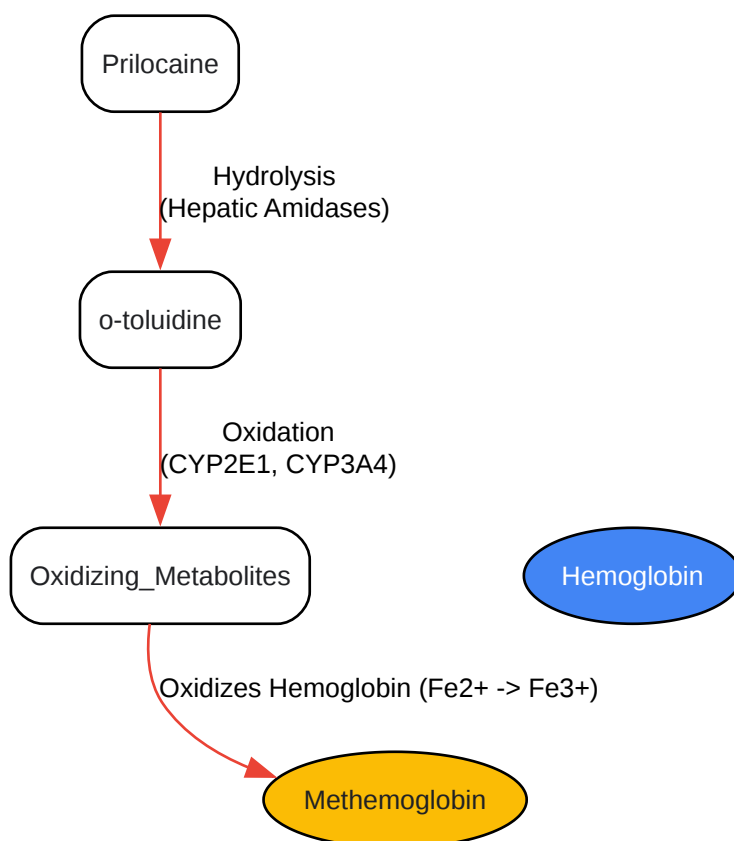 Prilocaine
Hydrolysis
(Hepatic Amidases)
o-toluidine
Oxidation
(CYP2E1, CYP3A4)
Oxidizing_Metabolites
Hemoglobin
Oxidizes Hemoglobin (Fe2+ -> Fe3+)
Methemoglobin